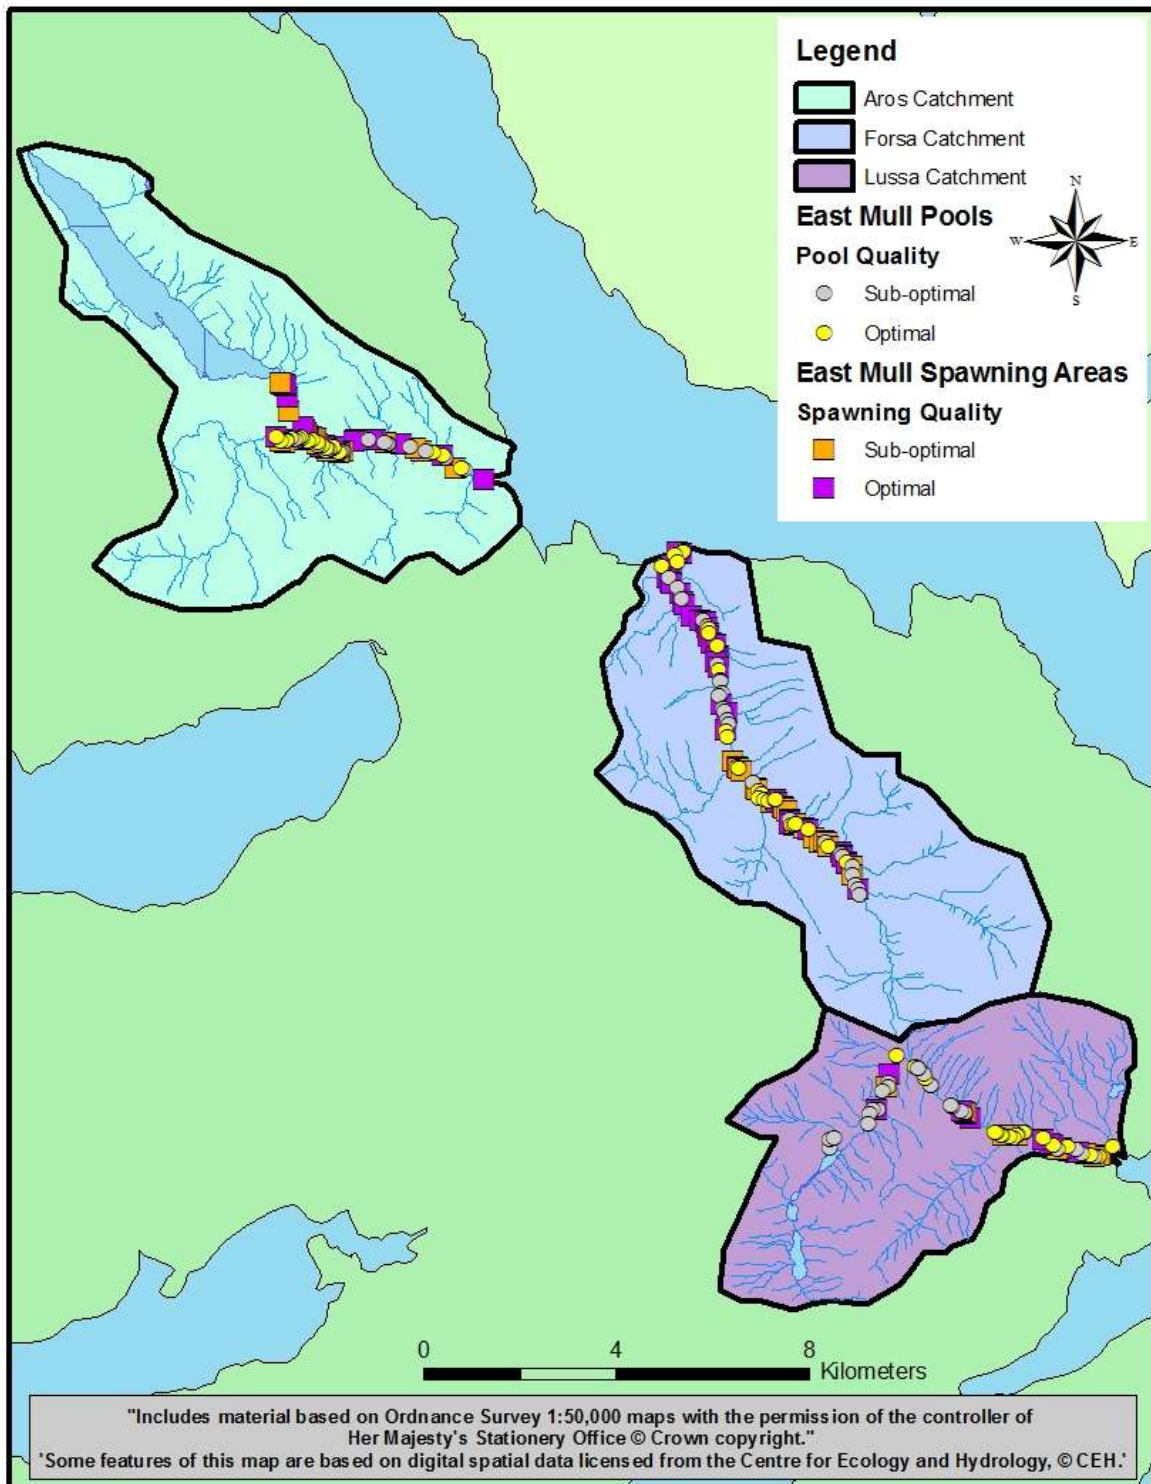 Legend
Aros Catchment
Forsa Catchment
Lussa Catchment
East Mull Pools
Pool Quality
Sub-optimal
Optimal
East Mull Spawning Areas
Spawning Quality
Sub-optimal
Optimal
N
W E
S
0 4 8
Kilometers
"Includes material based on Ordnance Survey 1:50,000 maps with the permission of the controller of
Her Majesty's Stationery Office © Crown copyright."
'Some features of this map are based on digital spatial data licensed from the Centre for Ecology and Hydrology, © CEH.'